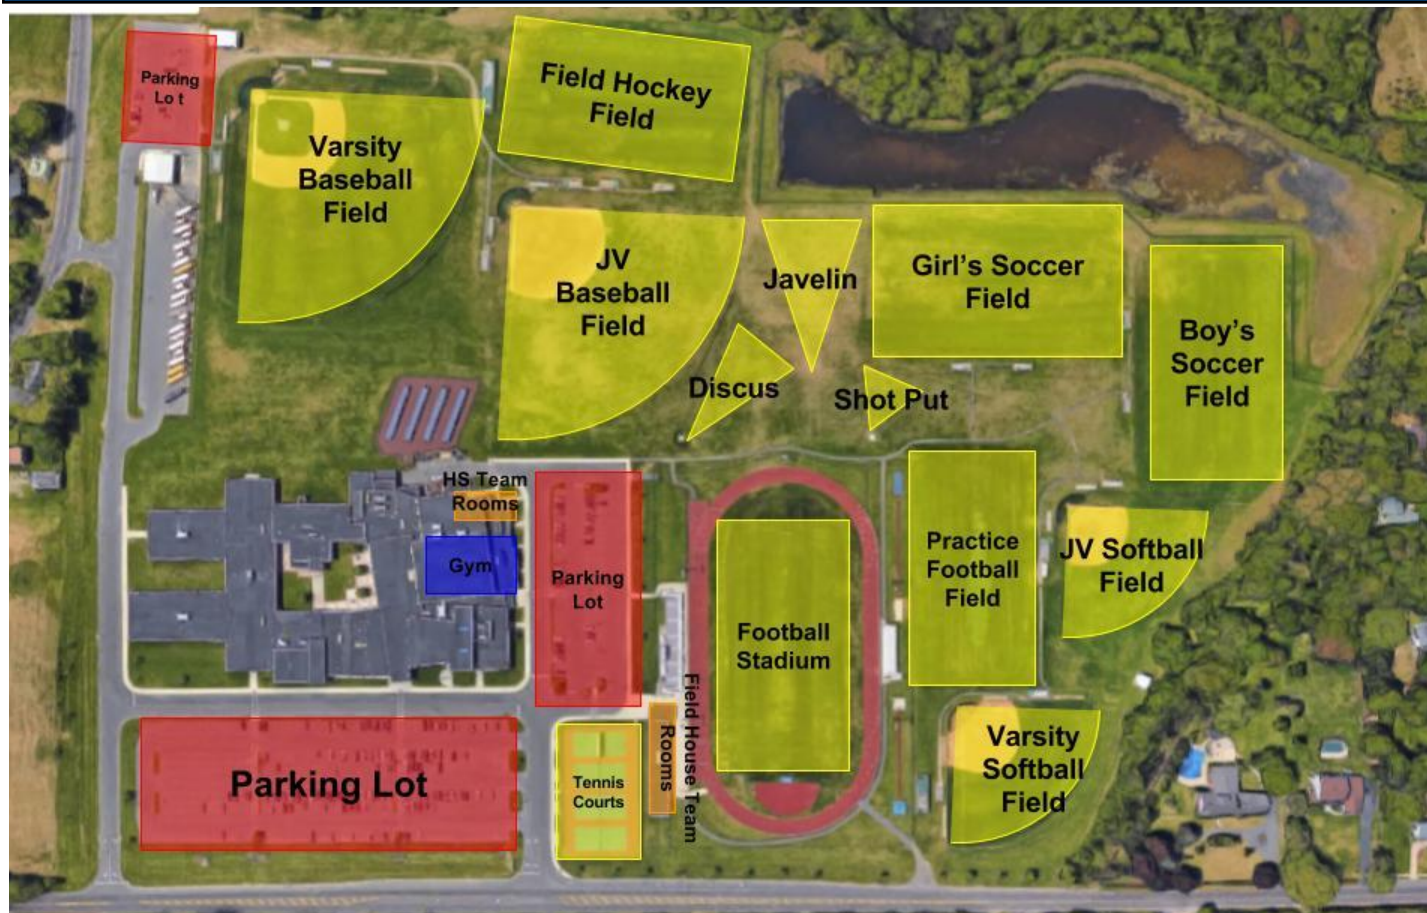 Parking
Lo t
Field Hockey
Field
Varsity
Baseball
Field
JV
Baseball
Field
Javelin
Girl's Soccer
Field
Boy's
Soccer
Field
Discus
Shot Put
HS Team
Rooms
Gym
Parking
Lot
Football
Stadium
Practice
Football
Field
JV Softball
Field
Parking Lot
Tennis
Courts
Field House Team
Rooms
Varsity
Softball
Field